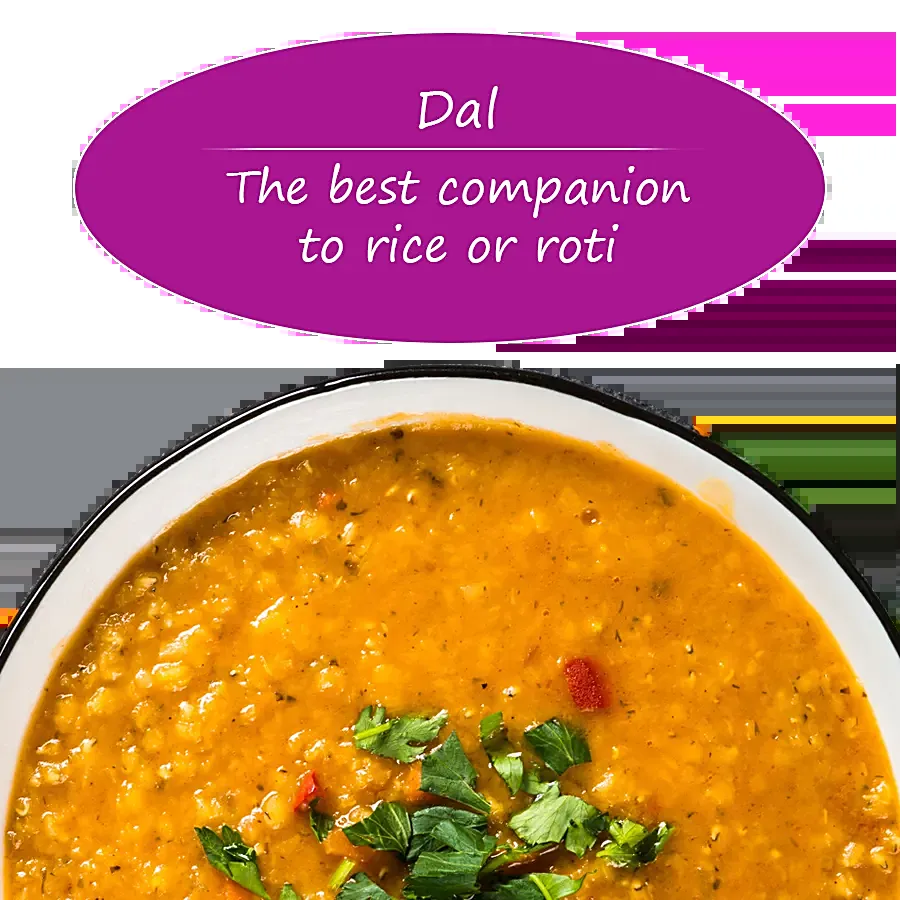 Dal
The best companion
to rice or roti